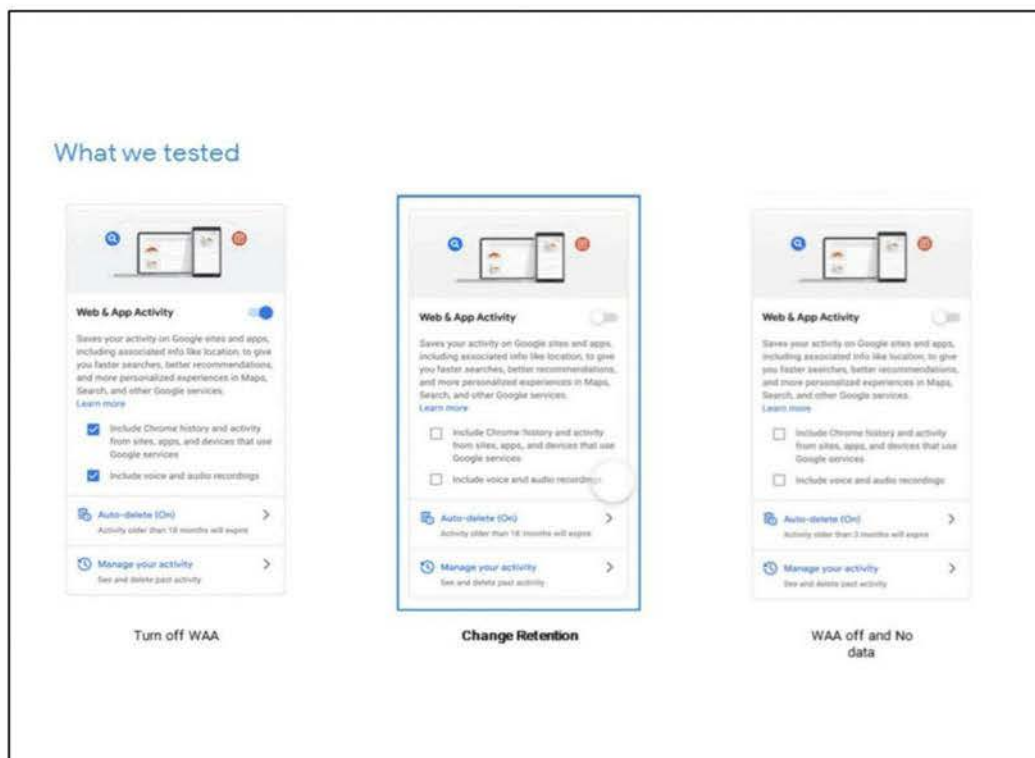 What we tested
Web & App Activity
Saves your activity on Google sites and apps,
including associated info like location, to give
you faster searches, better recommendations,
and more personalized experiences in Maps,
Search, and other Google services.
Learn more
Include Chrome history and activity
from sites, apps, and devices that use
Google services
Include voice and audio recordings
Auto-delete (On)
Activity older than 18 months will expire
Manage your activity
See and delete past activity
Turn off WAA
Web & App Activity
Saves your activity on Google sites and apps,
including associated info like location, to give
you faster searches, better recommendations,
and more personalized experiences in Maps,
Search, and other Google services.
Learn more
Include Chrome history and activity
from sites, apps, and devices that use
Google services
Include voice and audio recordings
Auto-delete (On)
Activity older than 18 months will expire
Manage your activity
See and delete past activity
Change Retention
Web & App Activity
Saves your activity on Google sites and apps,
including associated info like location, to give
you faster searches, better recommendations,
and more personalized experiences in Maps,
Search, and other Google services.
Learn more
Include Chrome history and activity
from sites, apps, and devices that use
Google services
Include voice and audio recordings
Auto-delete (On)
Activity older than 3 months will expire
Manage your activity
See and delete past activity
WAA off and No
data